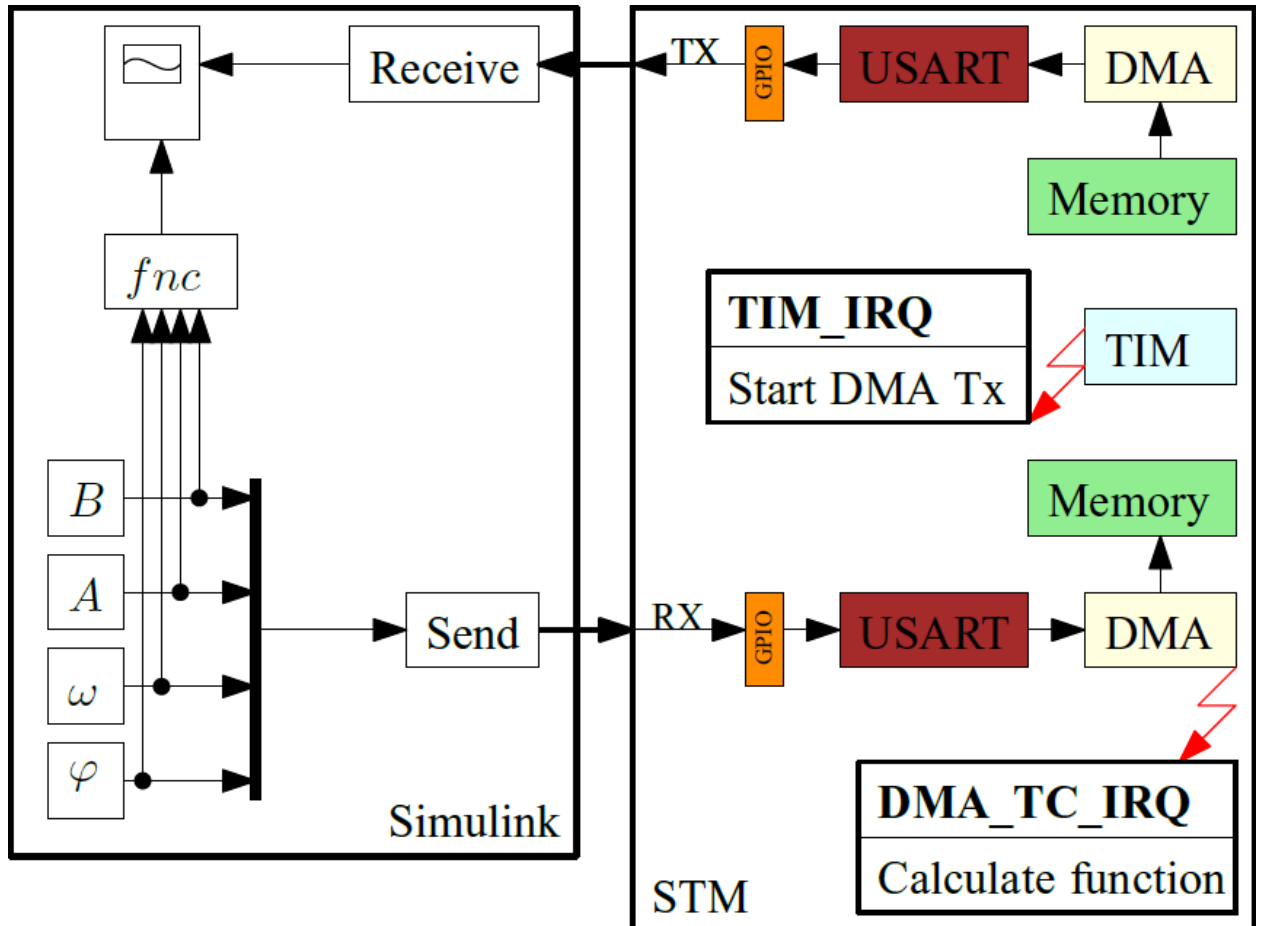 Receive
TX
GPIO
USART
DMA
Memory
fnc
TIM_IRQ
Start DMA Tx
TIM
B
A
ω
φ
Send
RX
GPIO
USART
DMA
Memory
DMA_TC_IRQ
Calculate function
Simulink
STM